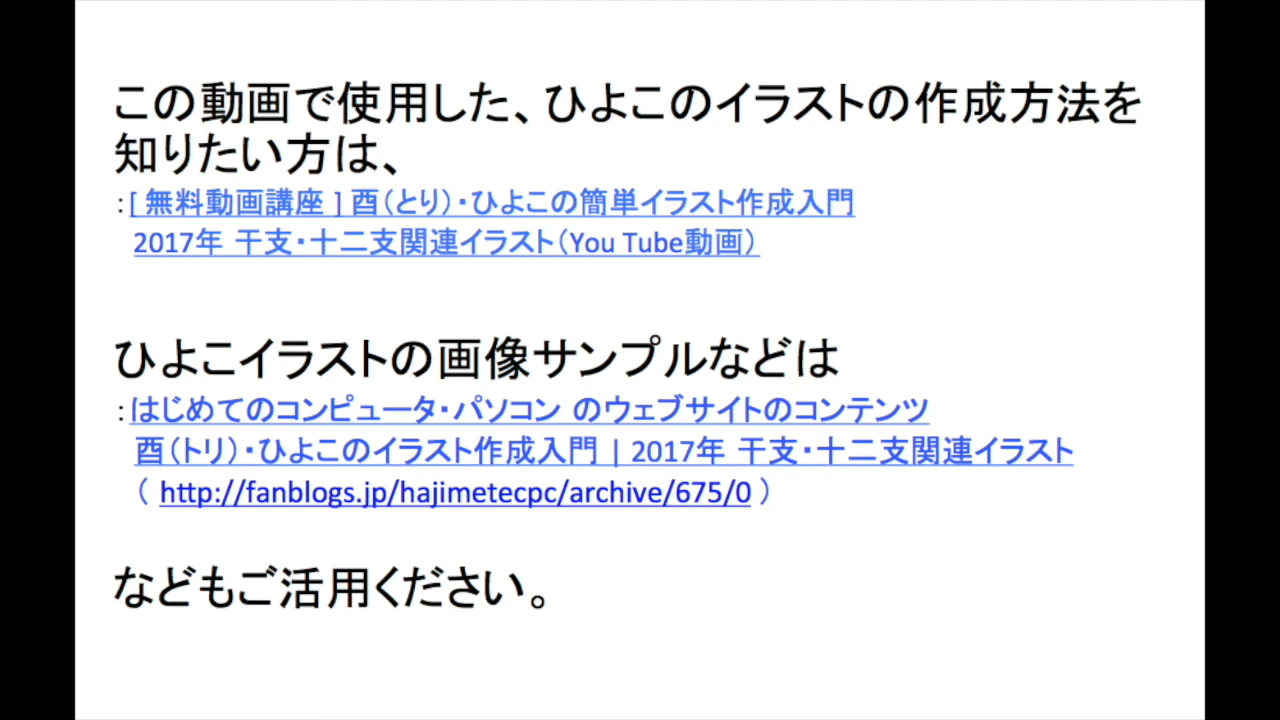 この動画で使用した、ひよこのイラストの作成方法を
知りたい方は、
：[ 無料動画講座 ] 酉（とり）・ひよこの簡単イラスト作成入門
2017年 干支・十二支関連イラスト（You Tube動画）
ひよこイラストの画像サンプルなどは
：はじめてのコンピュータ・パソコン のウェブサイトのコンテンツ
酉（トリ）・ひよこのイラスト作成入門 | 2017年 干支・十二支関連イラスト
（ http://fanblogs.jp/hajimetecpc/archive/675/0 ）
などもご活用ください。